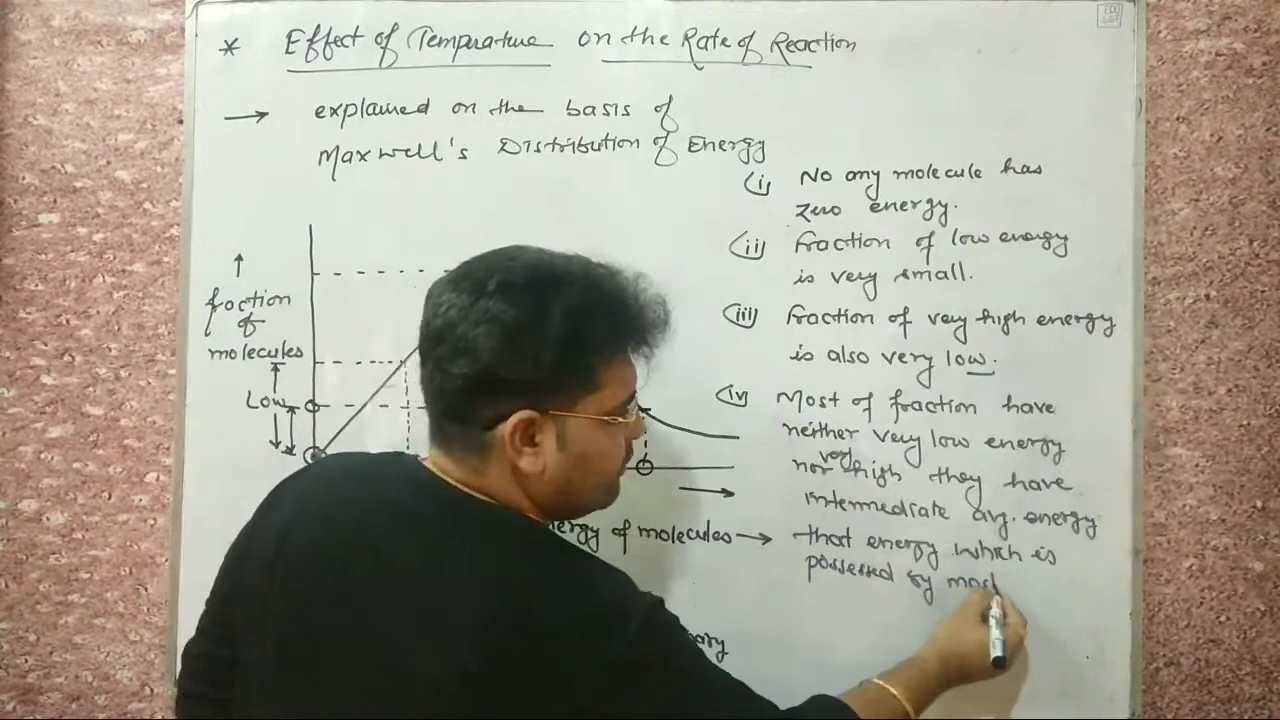 * Effect of Temperature on the Rate of Reaction
→ explained on the basis of
Maxwell's Distribution of Energy
(i) No any molecule has
zero energy.
(ii) fraction of low energy
is very small.
(iii) fraction of very high energy
is also very low.
(iv) Most of fraction have
neither very low energy
nor very high they have
intermediate avg. energy
↑
fraction
of
molecules
Low
energy of molecules → that energy which is
possessed by most